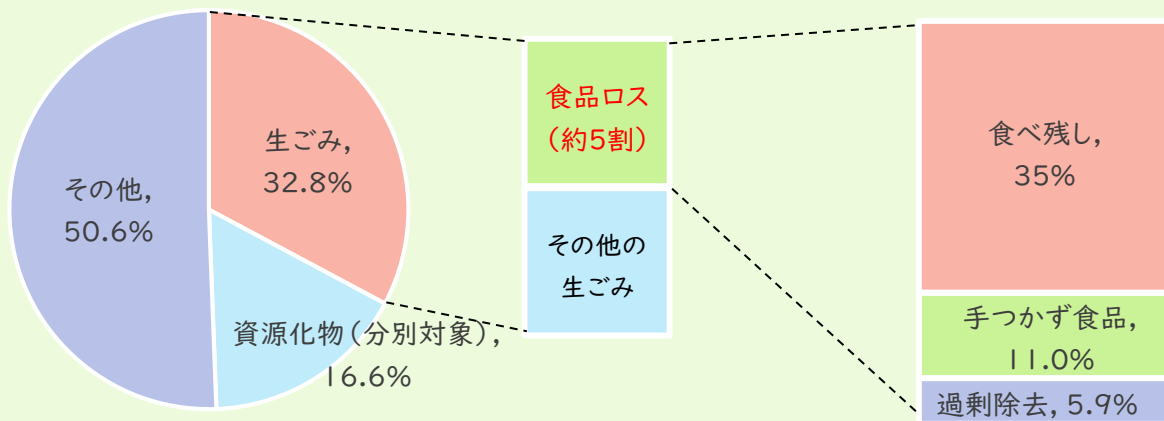 生ごみ,
32.8%
その他,
50.6%
資源化物（分別対象）,
16.6%
食品ロス
（約5割）
その他の
生ごみ
食べ残し,
35%
手つかず食品,
11.0%
過剰除去, 5.9%